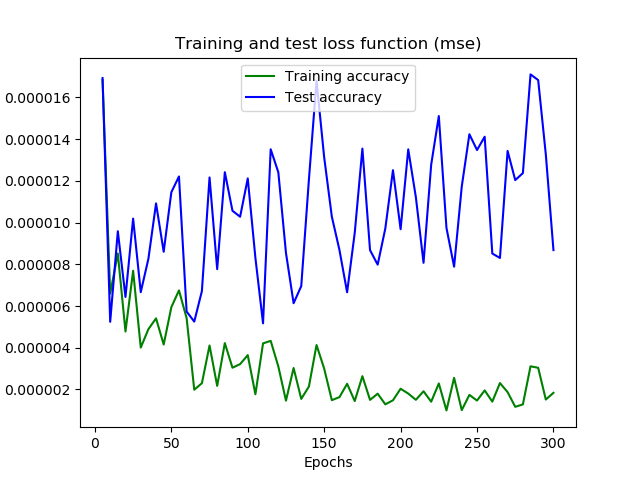 Training and test loss function (mse)
Training accuracy
Test accuracy
0.000016
0.000014
0.000012
0.000010
0.000008
0.000006
0.000004
0.000002
0 50 100 150 200 250 300
Epochs